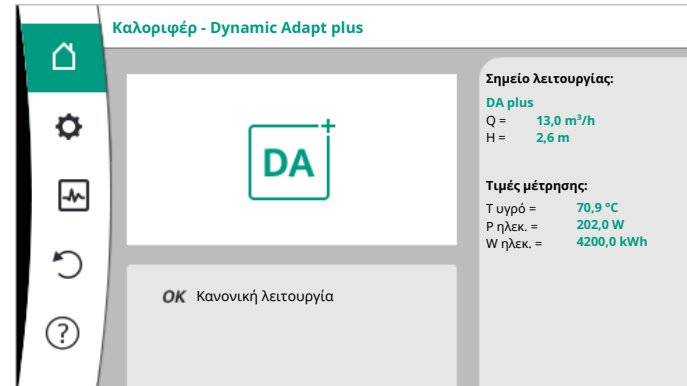 Καλοριφέρ - Dynamic Adapt plus
DA+
OK Κανονική λειτουργία
Σημείο λειτουργίας:
DA plus
Q = 13,0 m³/h
H = 2,6 m
Τιμές μέτρησης:
T υγρό = 70,9 °C
P ηλεκ. = 202,0 W
W ηλεκ. = 4200,0 kWh
?